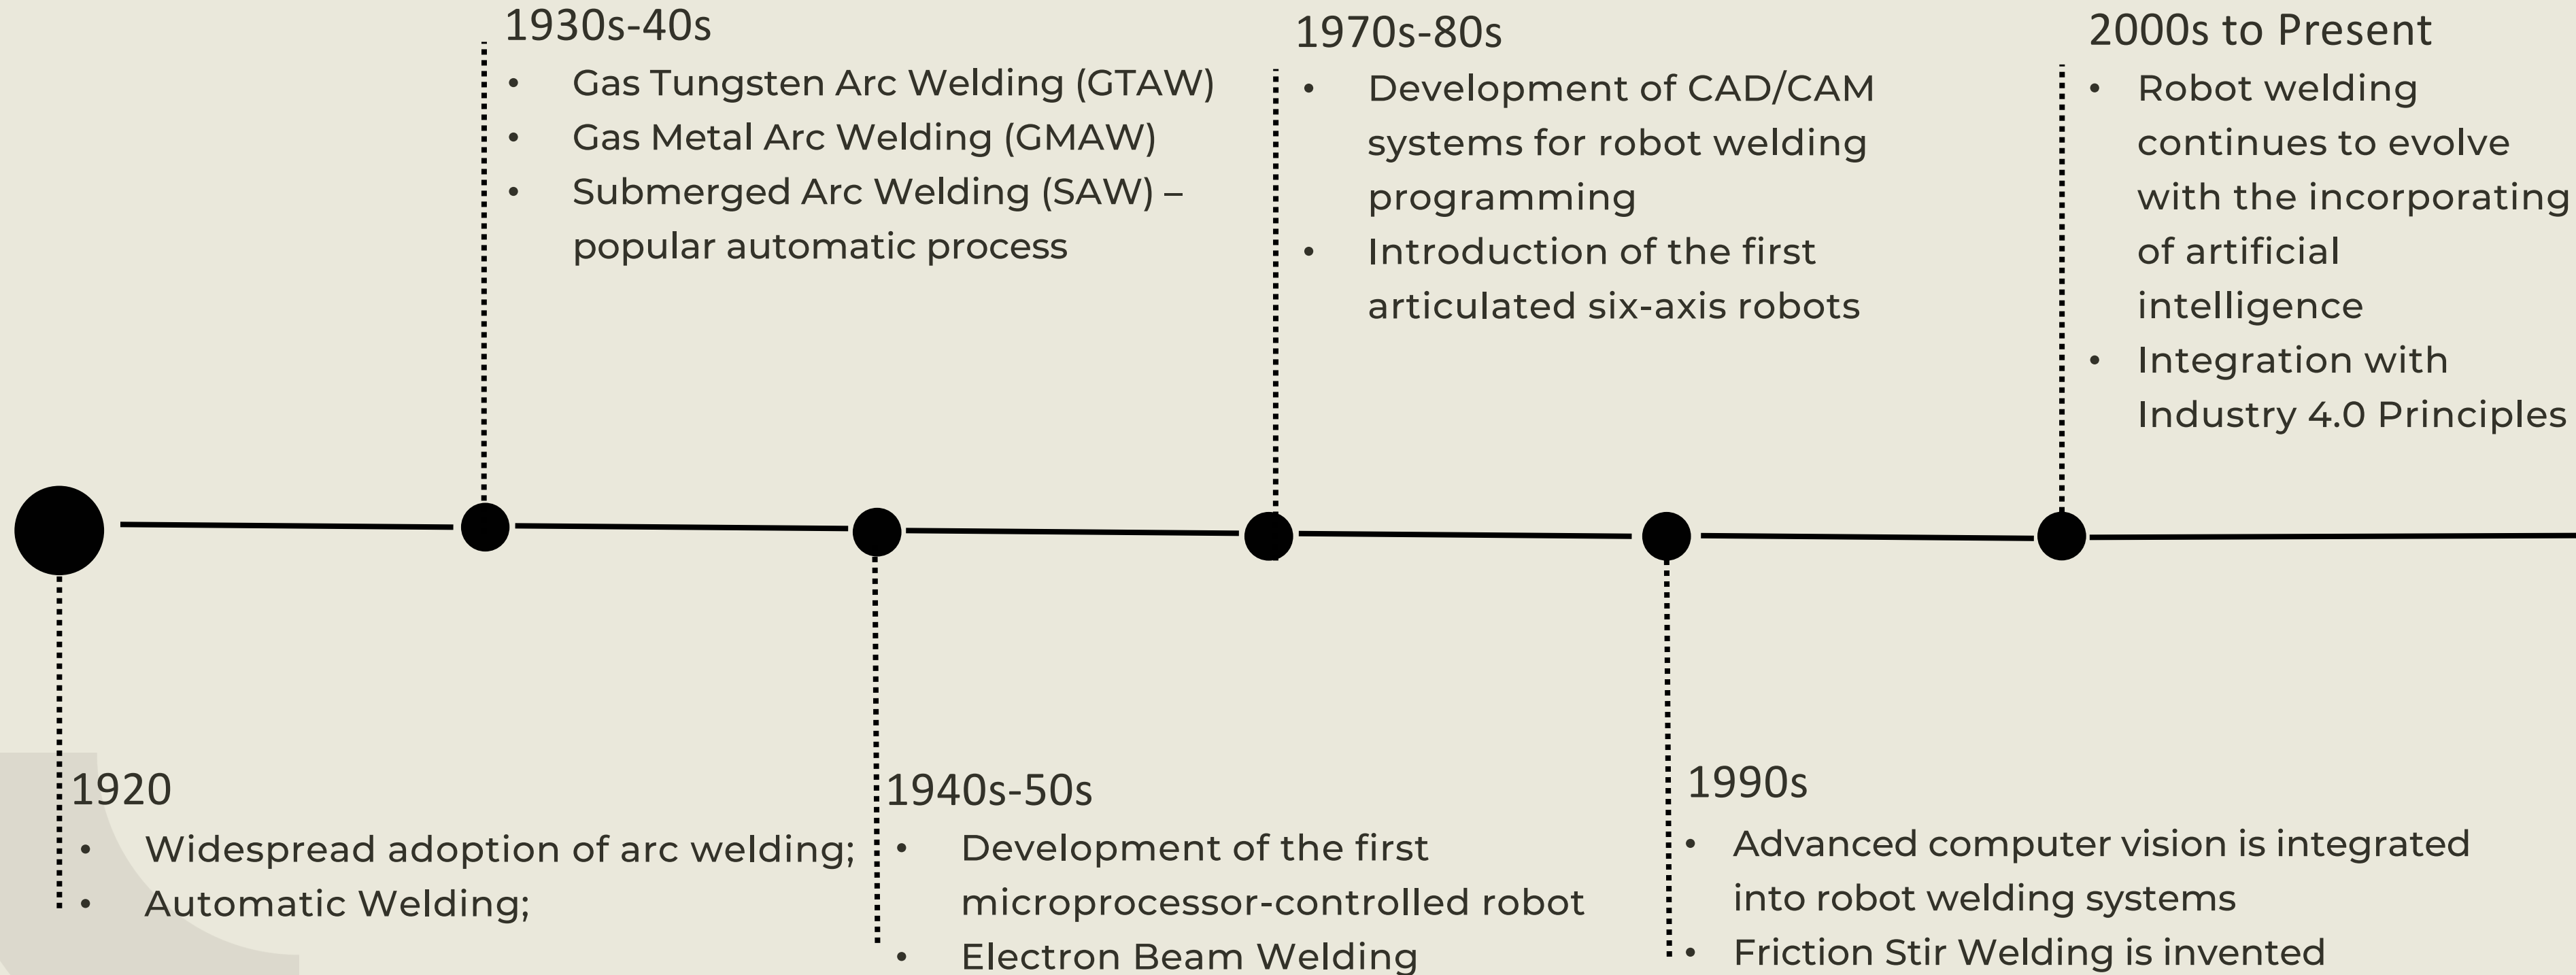 1930s-40s
• Gas Tungsten Arc Welding (GTAW)
• Gas Metal Arc Welding (GMAW)
• Submerged Arc Welding (SAW) –
popular automatic process
1970s-80s
• Development of CAD/CAM
systems for robot welding
programming
• Introduction of the first
articulated six-axis robots
2000s to Present
• Robot welding
continues to evolve
with the incorporating
of artificial
intelligence
• Integration with
Industry 4.0 Principles
1920
• Widespread adoption of arc welding;
• Automatic Welding;
1940s-50s
• Development of the first
microprocessor-controlled robot
• Electron Beam Welding
1990s
• Advanced computer vision is integrated
into robot welding systems
• Friction Stir Welding is invented